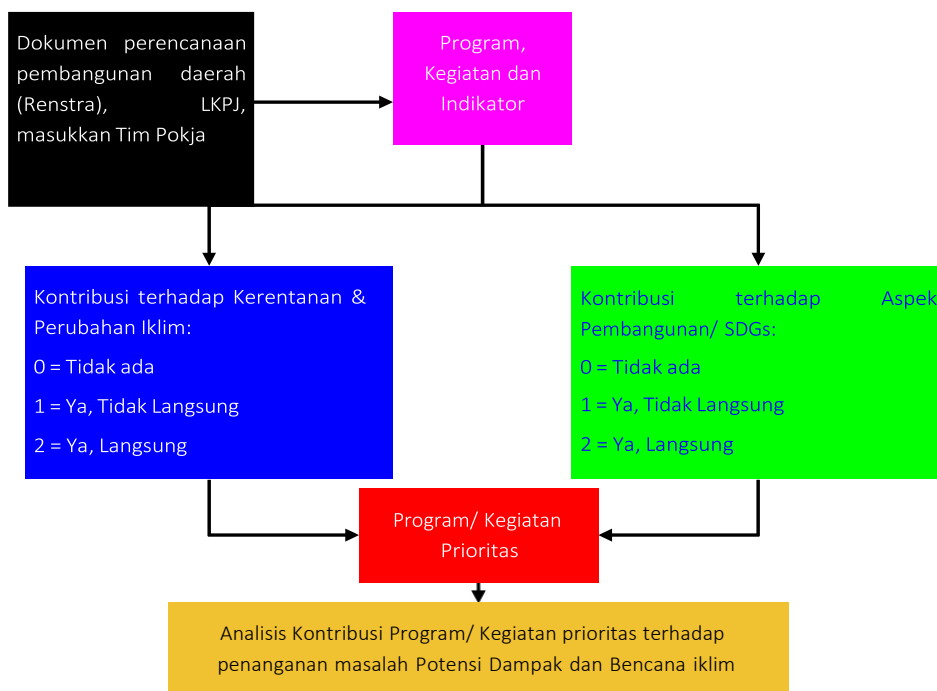 Dokumen perencanaan
pembangunan daerah
(Renstra), LKPJ,
masukkan Tim Pokja
Program,
Kegiatan dan
Indikator
Kontribusi terhadap Kerentanan &
Perubahan Iklim:
0 = Tidak ada
1 = Ya, Tidak Langsung
2 = Ya, Langsung
Kontribusi terhadap Aspek
Pembangunan/ SDGs:
0 = Tidak ada
1 = Ya, Tidak Langsung
2 = Ya, Langsung
Program/ Kegiatan
Prioritas
Analisis Kontribusi Program/ Kegiatan prioritas terhadap
penanganan masalah Potensi Dampak dan Bencana iklim